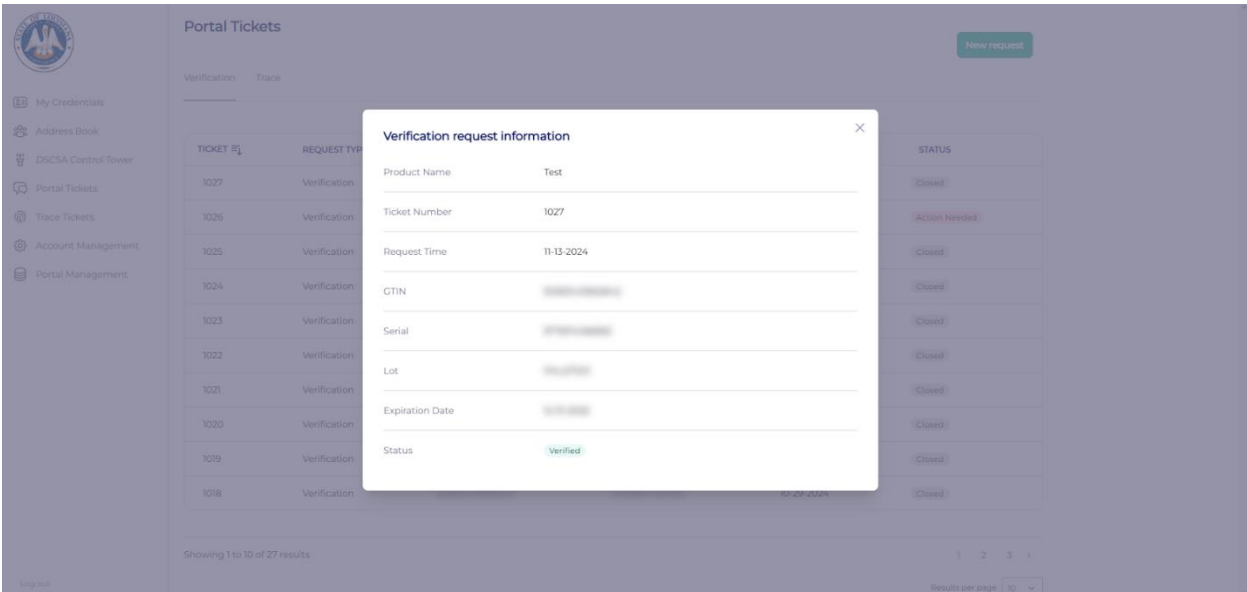 STATE OF LOUISIANA
Portal Tickets
New request
Verification Trace
My Credentials
Address Book
DSCSA Control Tower
Portal Tickets
Trace Tickets
Account Management
Portal Management
Log out
TICKET REQUEST TYP STATUS
1027 Verification Closed
1026 Verification Action Needed
1025 Verification Closed
1024 Verification Closed
1023 Verification Closed
1022 Verification Closed
1021 Verification Closed
1020 Verification Closed
1019 Verification Closed
1018 Verification 10-29-2024 Closed
Verification request information
Product Name Test
Ticket Number 1027
Request Time 11-13-2024
GTIN
Serial
Lot
Expiration Date
Status Verified
Showing 1 to 10 of 27 results
1 2 3
Results per page 10